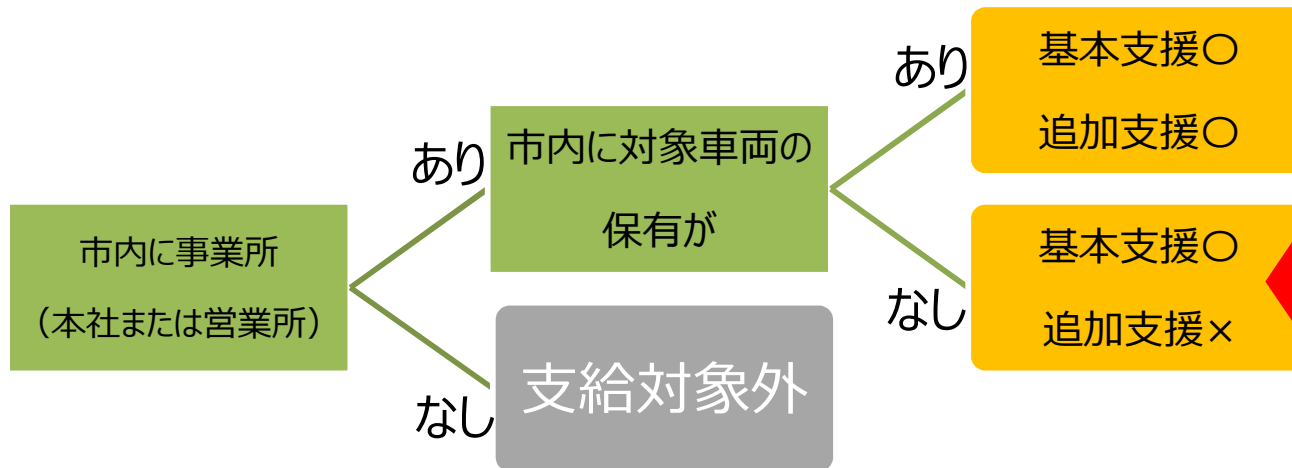 市内に事業所
（本社または営業所）
あり
なし
市内に対象車両の
保有が
支給対象外
あり
なし
基本支援〇
追加支援〇
基本支援〇
追加支援×